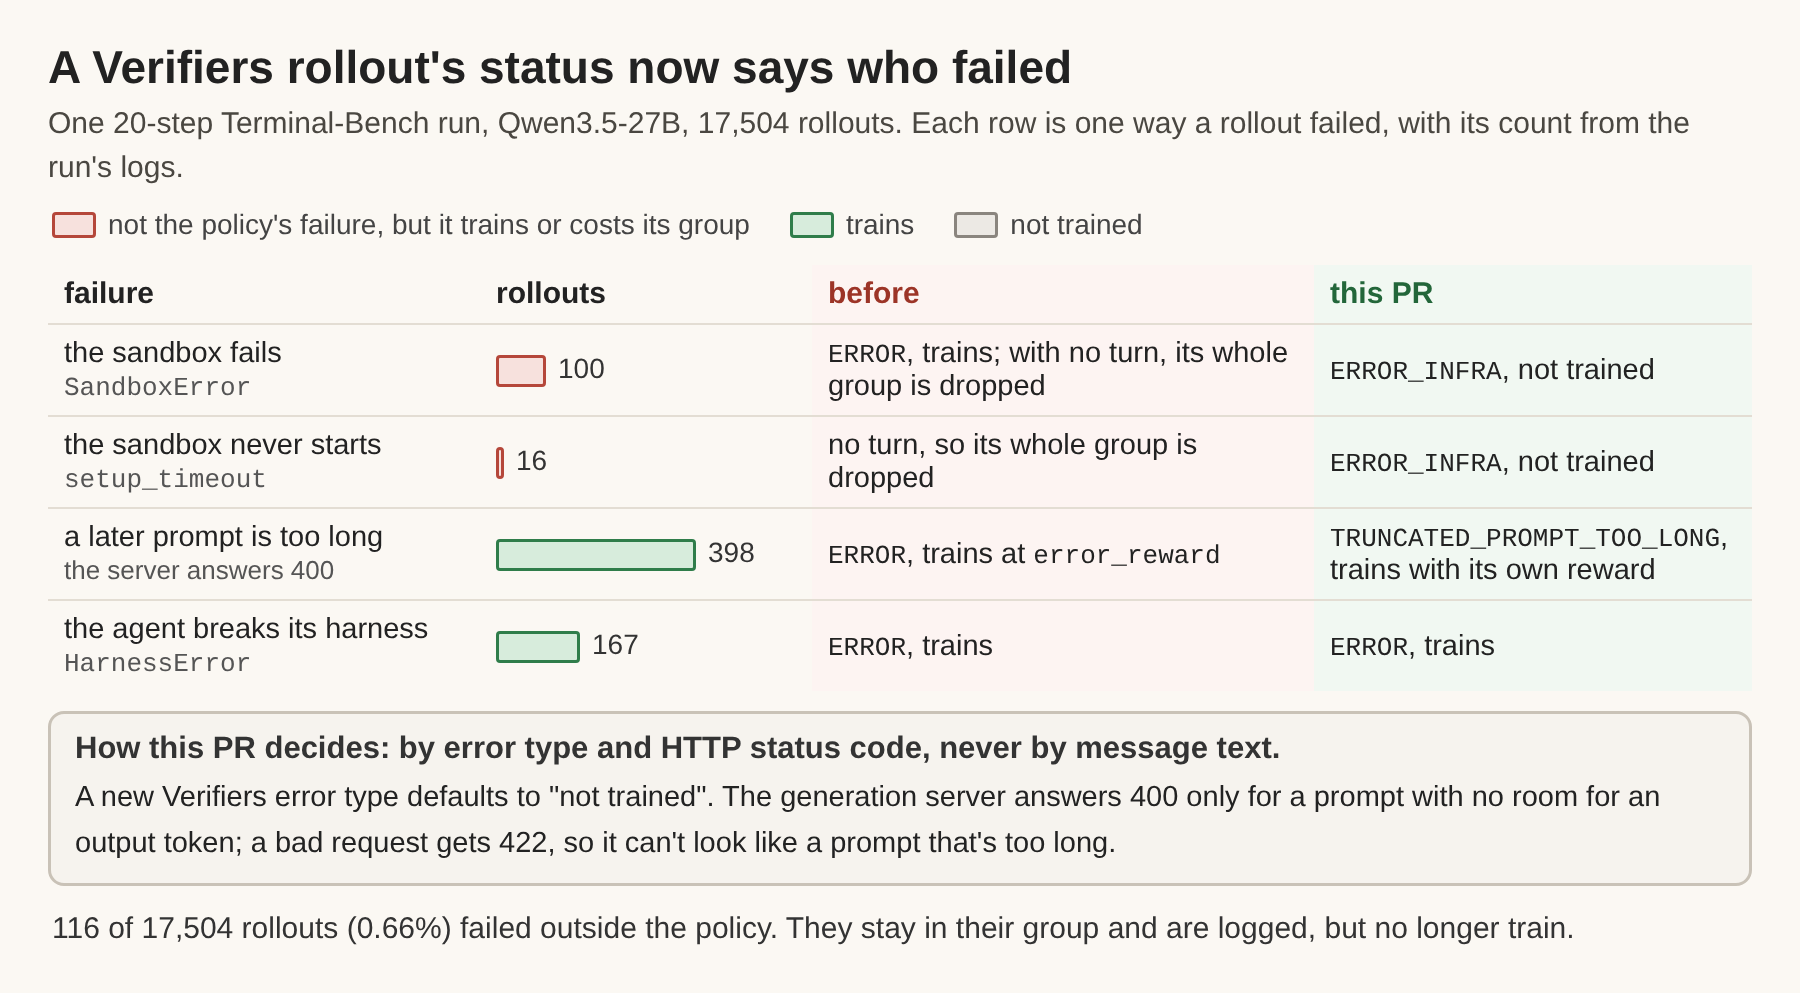 A Verifiers rollout's status now says who failed
One 20-step Terminal-Bench run, Qwen3.5-27B, 17,504 rollouts. Each row is one way a rollout failed, with its count from the
run's logs.
not the policy's failure, but it trains or costs its group
trains
not trained
failure
rollouts
before
this PR
the sandbox fails
SandboxError
100
ERROR, trains; with no turn, its whole
group is dropped
ERROR_INFRA, not trained
the sandbox never starts
setup_timeout
16
no turn, so its whole group is
dropped
ERROR_INFRA, not trained
a later prompt is too long
the server answers 400
398
ERROR, trains at error_reward
TRUNCATED_PROMPT_TOO_LONG,
trains with its own reward
the agent breaks its harness
HarnessError
167
ERROR, trains
ERROR, trains
How this PR decides: by error type and HTTP status code, never by message text.
A new Verifiers error type defaults to "not trained". The generation server answers 400 only for a prompt with no room for an
output token; a bad request gets 422, so it can't look like a prompt that's too long.
116 of 17,504 rollouts (0.66%) failed outside the policy. They stay in their group and are logged, but no longer train.